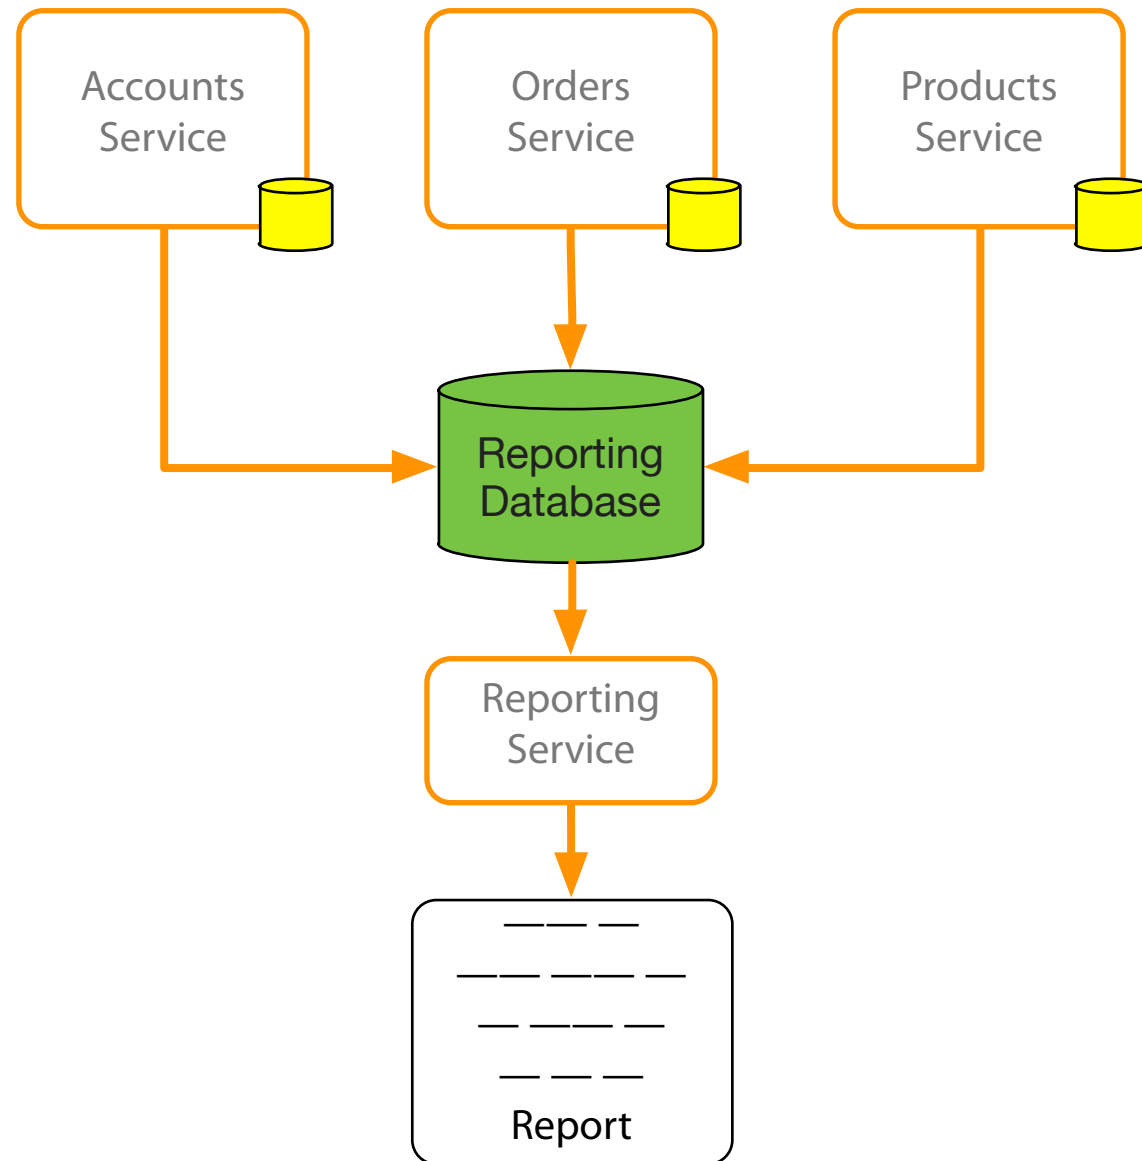 Accounts
Service
Orders
Service
Products
Service
Reporting
Database
Reporting
Service
Report